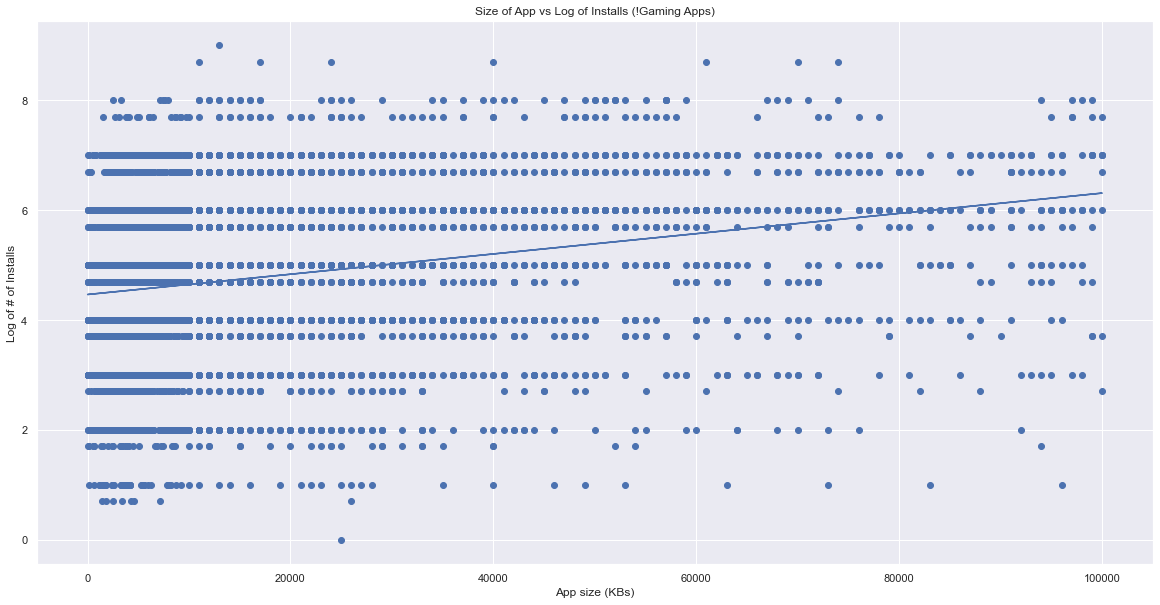 Size of App vs Log of Installs (!Gaming Apps)
Log of # of Installs
8
6
4
2
0
0 20000 40000 60000 80000 100000
App size (KBs)